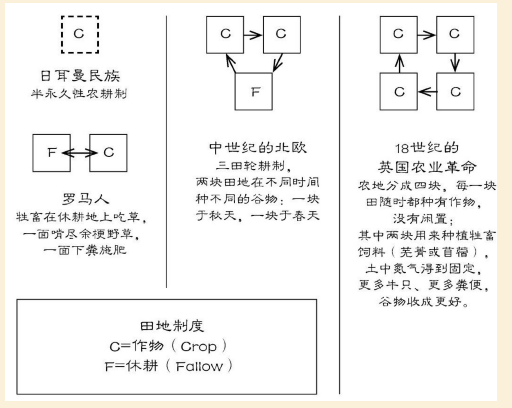 C
日耳曼民族
半永久性农耕制
F C
罗马人
牲畜在休耕地上吃草，
一面啃尽余梗野草，
一面下粪施肥
C C
F
中世纪的北欧
三田轮耕制，
两块田地在不同时间
种不同的谷物：一块
于秋天，一块于春天
C C
C C
18世纪的
英国农业革命
农地分成四块，每一块
田随时都种有作物，
没有闲置；
其中两块用来种植牲畜
饲料（芜菁或苜蓿），
土中氮气得到固定，
更多牛只、更多粪便，
谷物收成更好。
田地制度
C=作物（Crop）
F=休耕（Fallow）